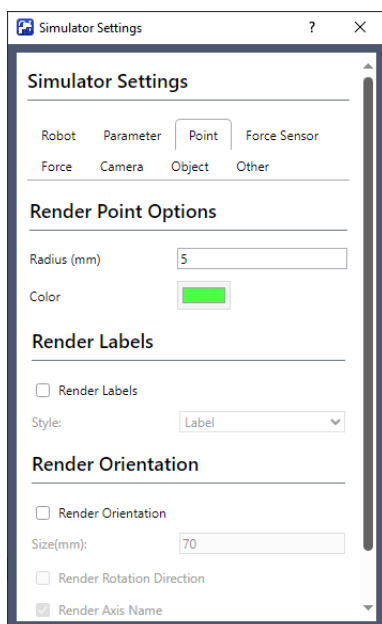 Simulator Settings
?
Simulator Settings
Robot Parameter Point Force Sensor
Force Camera Object Other
Render Point Options
Radius (mm) 5
Color
Render Labels
Render Labels
Style: Label
Render Orientation
Render Orientation
Size(mm): 70
Render Rotation Direction
Render Axis Name